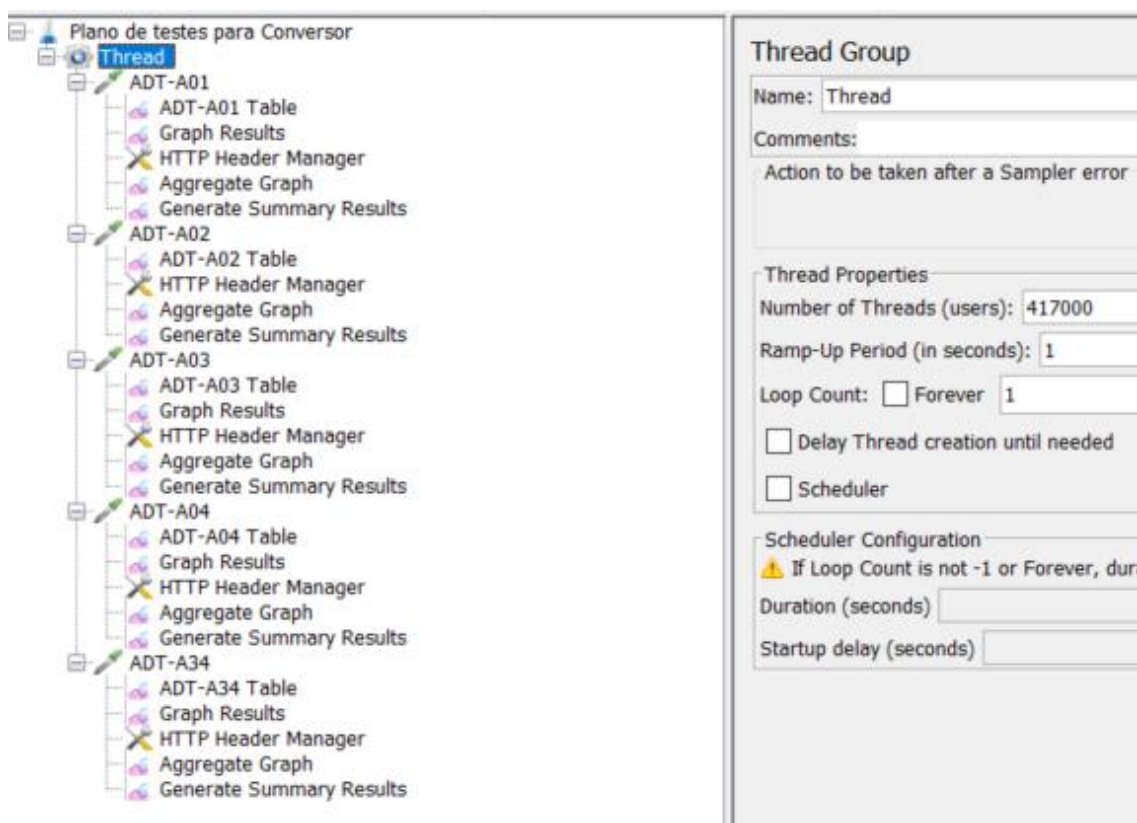 Plano de testes para Conversor
Thread
ADT-A01
ADT-A01 Table
Graph Results
HTTP Header Manager
Aggregate Graph
Generate Summary Results
ADT-A02
ADT-A02 Table
HTTP Header Manager
Aggregate Graph
Generate Summary Results
ADT-A03
ADT-A03 Table
Graph Results
HTTP Header Manager
Aggregate Graph
Generate Summary Results
ADT-A04
ADT-A04 Table
Graph Results
HTTP Header Manager
Aggregate Graph
Generate Summary Results
ADT-A34
ADT-A34 Table
Graph Results
HTTP Header Manager
Aggregate Graph
Generate Summary Results
Thread Group
Name: Thread
Comments:
Action to be taken after a Sampler error
Thread Properties
Number of Threads (users): 417000
Ramp-Up Period (in seconds): 1
Loop Count: Forever 1
Delay Thread creation until needed
Scheduler
Scheduler Configuration
If Loop Count is not -1 or Forever, dura
Duration (seconds)
Startup delay (seconds)